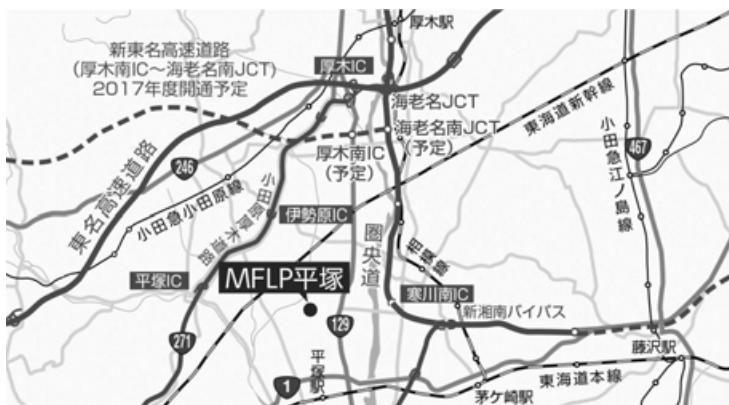 厚木駅
新東名高速道路
(厚木南IC〜海老名南JCT)
2017年度開通予定
厚木IC
海老名JCT
東海道新幹線
海老名南JCT
(予定)
厚木南IC
(予定)
小田急江ノ島線
467
246
東名高速道路
小田急小田原線
小田原厚木道路
伊勢原IC
圏央道
相模線
平塚IC
MFLP平塚
寒川南IC
新湘南バイパス
129
271
藤沢駅
平塚駅
1
東海道本線
茅ケ崎駅